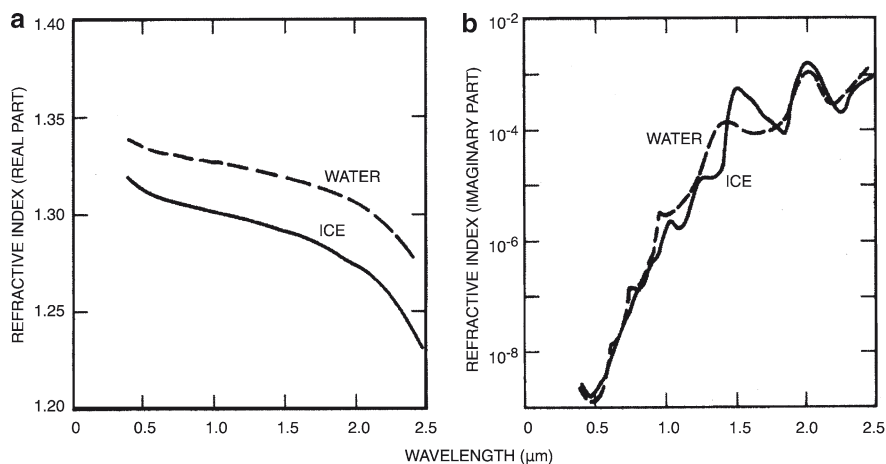 a
REFRACTIVE INDEX (REAL PART)
1.40
1.35
1.30
1.25
1.20
WATER
ICE
0 0.5 1.0 1.5 2.0 2.5
b
REFRACTIVE INDEX (IMAGINARY PART)
10-2
10-4
10-6
10-8
WATER
ICE
0 0.5 1.0 1.5 2.0 2.5
WAVELENGTH (µm)